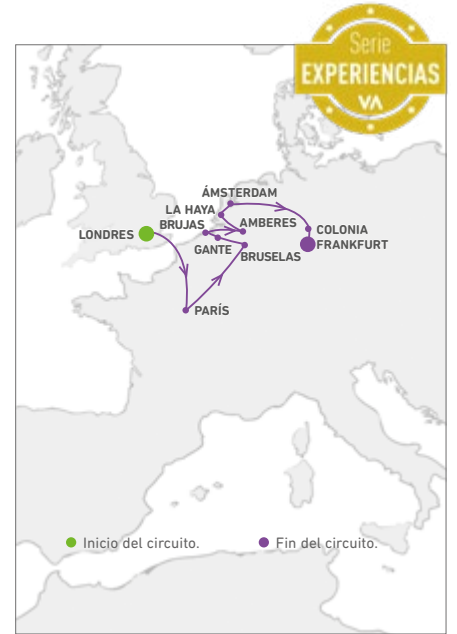 Serie
EXPERIENCIAS
VA
ÁMSTERDAM
LA HAYA
BRUJAS
AMBERES
COLONIA
LONDRES
FRANKFURT
GANTE
BRUSELAS
PARÍS
Inicio del circuito.
Fin del circuito.